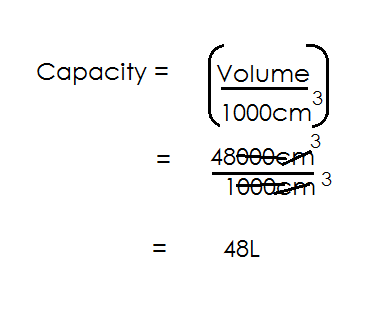 Capacity = (Volume
1000cm³)
= 48000cm³
1000cm³
= 48L